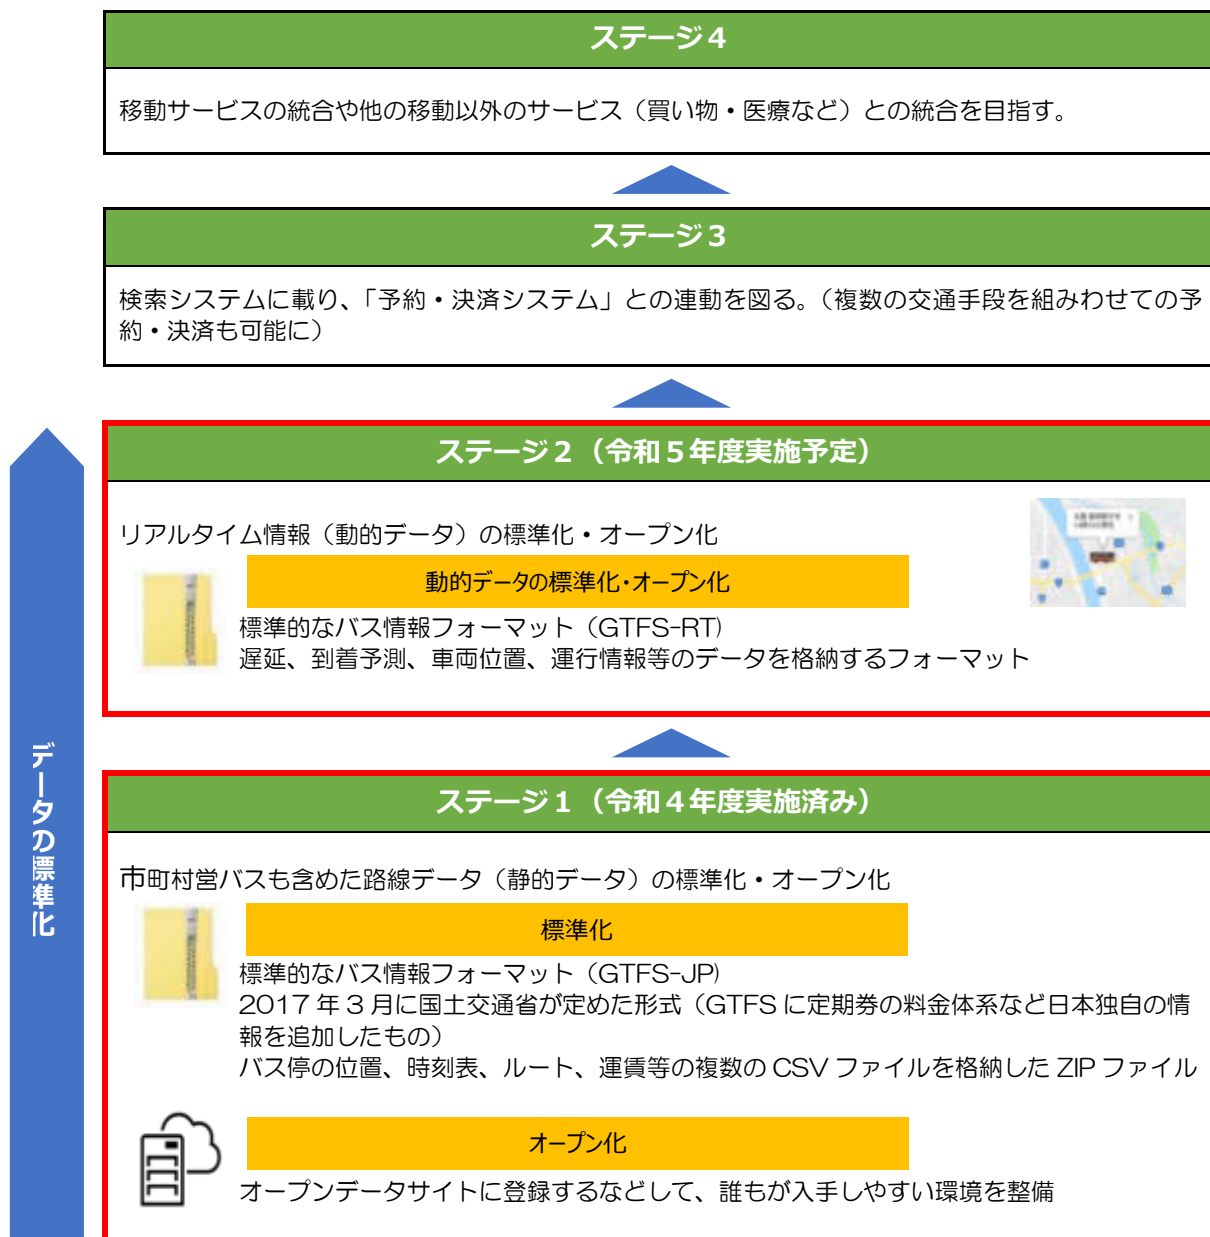 ステージ４
移動サービスの統合や他の移動以外のサービス（買い物・医療など）との統合を目指す。
ステージ３
検索システムに載り、「予約・決済システム」との連動を図る。（複数の交通手段を組みわせての予
約・決済も可能に）
ステージ２（令和５年度実施予定）
リアルタイム情報（動的データ）の標準化・オープン化
動的データの標準化・オープン化
標準的なバス情報フォーマット（GTFS-RT)
遅延、到着予測、車両位置、運行情報等のデータを格納するフォーマット
データの標準化
ステージ１（令和４年度実施済み）
市町村営バスも含めた路線データ（静的データ）の標準化・オープン化
標準化
標準的なバス情報フォーマット（GTFS-JP)
2017 年 3 月に国土交通省が定めた形式（GTFS に定期券の料金体系など日本独自の情
報を追加したもの）
バス停の位置、時刻表、ルート、運賃等の複数の CSV ファイルを格納した ZIP ファイル
オープン化
オープンデータサイトに登録するなどして、誰もが入手しやすい環境を整備